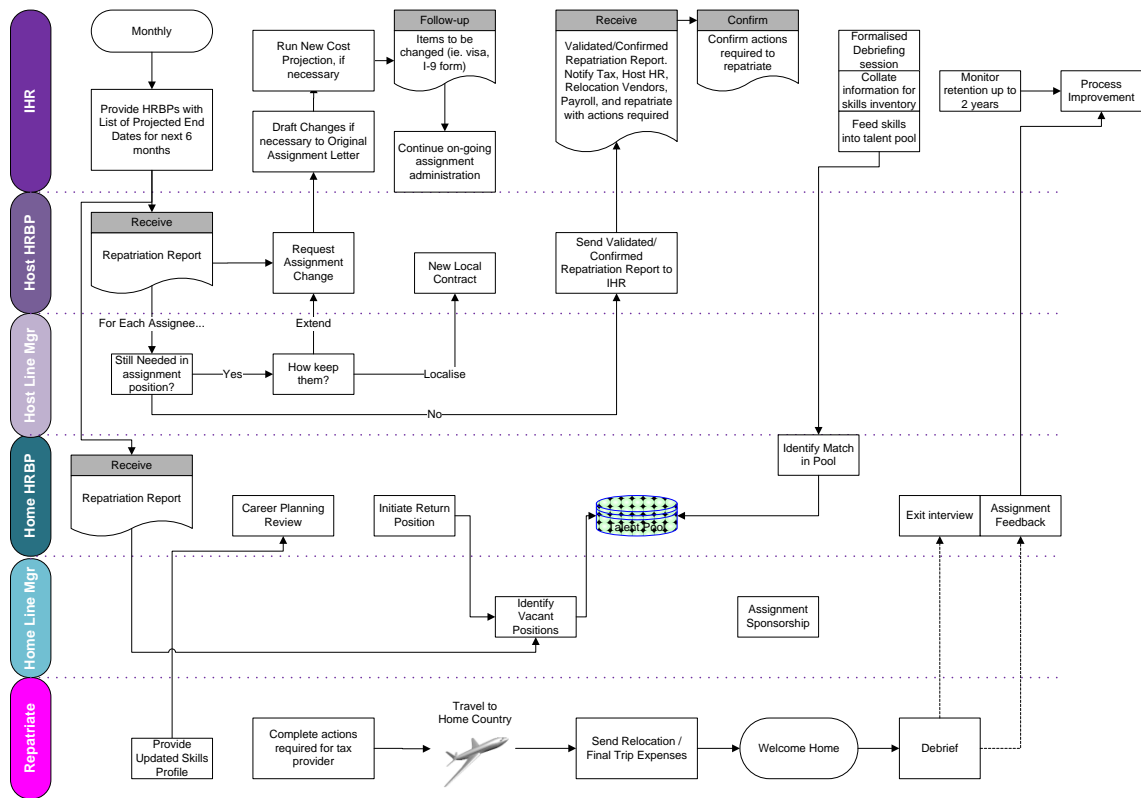 IHR
Monthly
Provide HRBPs with
List of Projected End
Dates for next 6
months
Run New Cost
Projection, if
necessary
Draft Changes if
necessary to Original
Assignment Letter
Follow-up
Items to be
changed (ie. visa,
I-9 form)
Continue on-going
assignment
administration
Receive
Validated/Confirmed
Repatriation Report.
Notify Tax, Host HR,
Relocation Vendors,
Payroll, and repatriate
with actions required
Confirm
Confirm actions
required to
repatriate
Formalised
Debriefing
session
Collate
information for
skills inventory
Feed skills
into talent pool
Monitor
retention up to
2 years
Process
Improvement
Host HRBP
Receive
Repatriation Report
Request
Assignment
Change
New Local
Contract
Send Validated/
Confirmed
Repatriation Report to
IHR
For Each Assignee...
Extend
Host Line Mgr
Still Needed in
assignment
position?
Yes
How keep
them?
Localise
No
Home HRBP
Receive
Repatriation Report
Career Planning
Review
Initiate Return
Position
Talent Pool
Identify Match
in Pool
Exit interview
Assignment
Feedback
Home Line Mgr
Identify
Vacant
Positions
Assignment
Sponsorship
Repatriate
Provide
Updated Skills
Profile
Complete actions
required for tax
provider
Travel to
Home Country
Send Relocation /
Final Trip Expenses
Welcome Home
Debrief